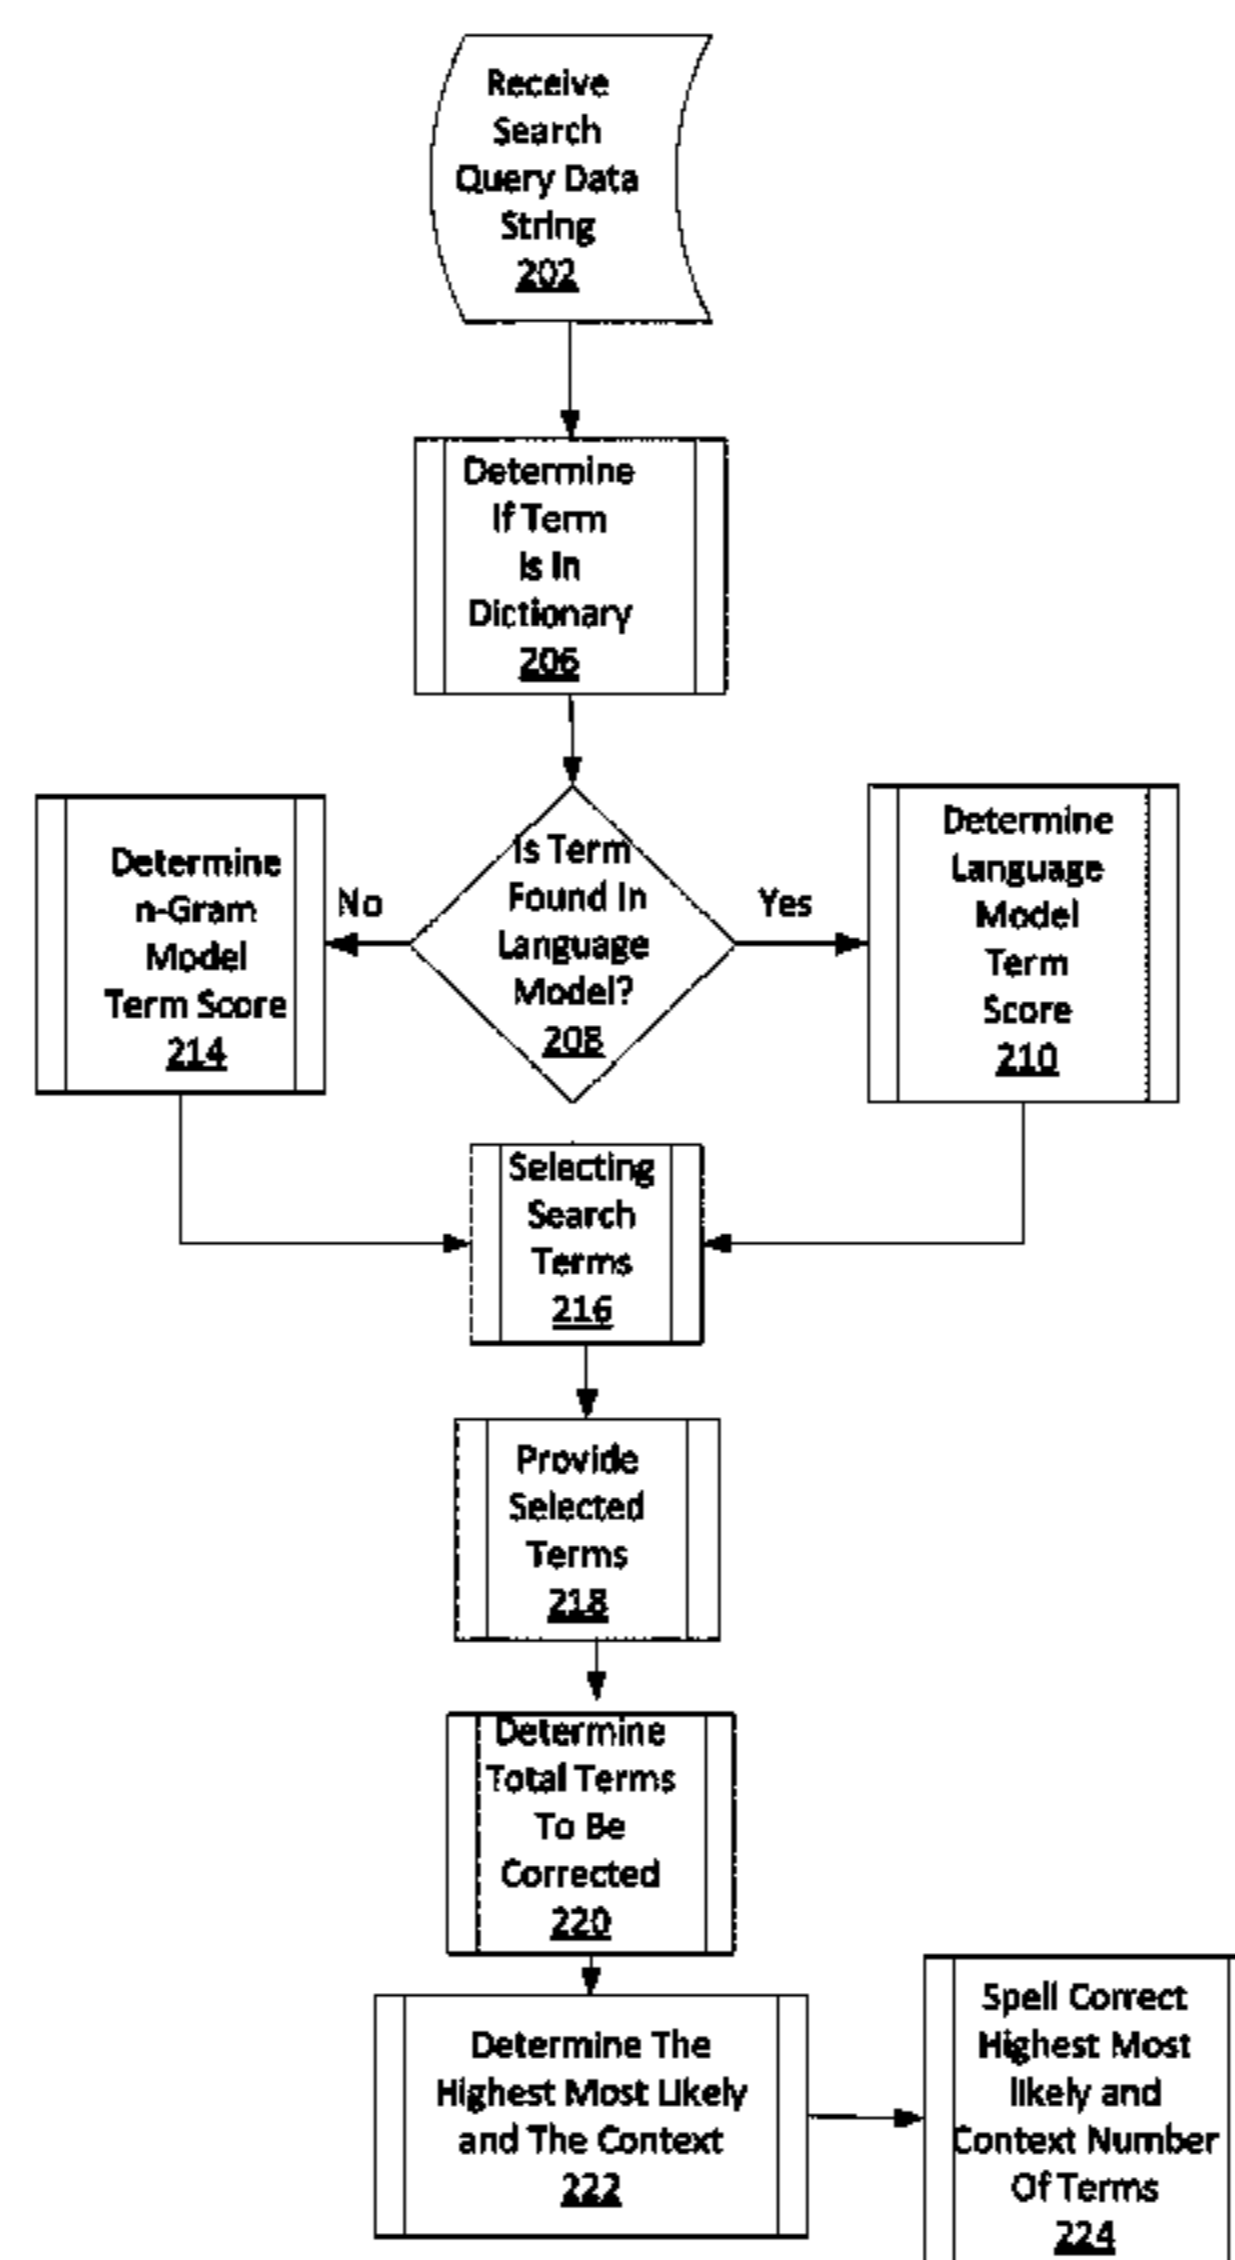 Receive
Search
Query Data
String
202
Determine
If Term
Is In
Dictionary
206
Is Term
Found In
Language
Model?
208
No
Yes
Determine
n-Gram
Model
Term Score
214
Determine
Language
Model
Term
Score
210
Selecting
Search
Terms
216
Provide
Selected
Terms
218
Determine
Total Terms
To Be
Corrected
220
Determine The
Highest Most Likely
and The Context
222
Spell Correct
Highest Most
likely and
Context Number
Of Terms
224